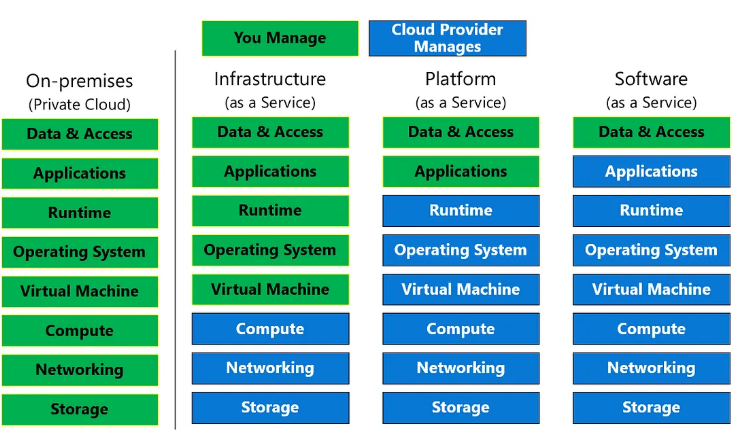 You Manage
Cloud Provider
Manages
On-premises
(Private Cloud)
Data & Access
Applications
Runtime
Operating System
Virtual Machine
Compute
Networking
Storage
Infrastructure
(as a Service)
Data & Access
Applications
Runtime
Operating System
Virtual Machine
Compute
Networking
Storage
Platform
(as a Service)
Data & Access
Applications
Runtime
Operating System
Virtual Machine
Compute
Networking
Storage
Software
(as a Service)
Data & Access
Applications
Runtime
Operating System
Virtual Machine
Compute
Networking
Storage